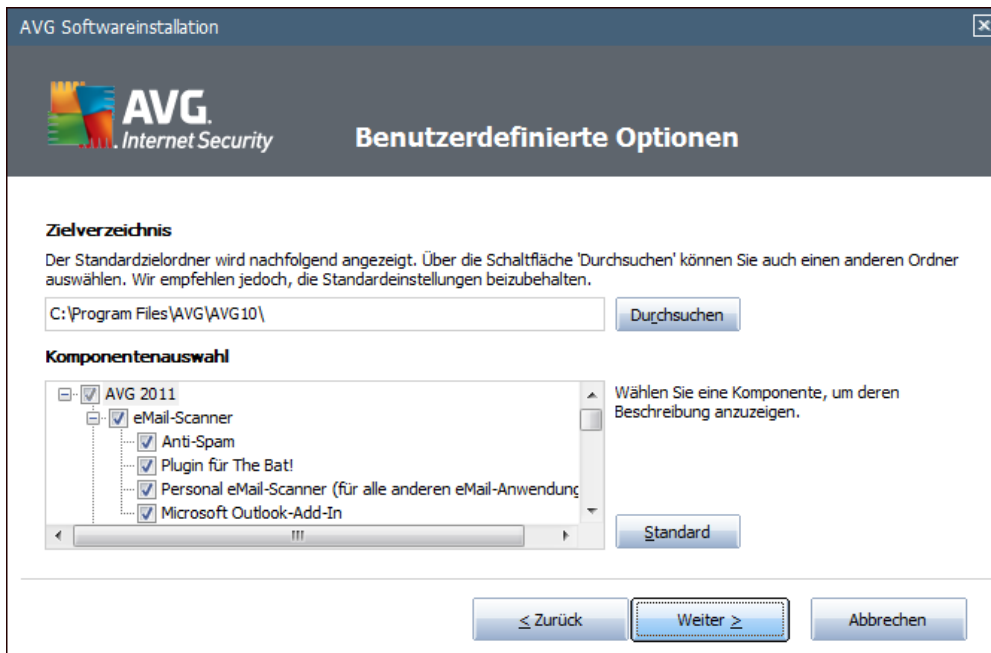 AVG Softwareinstallation
AVG.
Internet Security
Benutzerdefinierte Optionen
Zielverzeichnis
Der Standardzielordner wird nachfolgend angezeigt. Über die Schaltfläche 'Durchsuchen' können Sie auch einen anderen Ordner
auswählen. Wir empfehlen jedoch, die Standardeinstellungen beizubehalten.
C:\Program Files\AVG\AVG10\
Durchsuchen
Komponentenauswahl
AVG 2011
eMail-Scanner
Anti-Spam
Plugin für The Bat!
Personal eMail-Scanner (für alle anderen eMail-Anwendung
Microsoft Outlook-Add-In
Wählen Sie eine Komponente, um deren
Beschreibung anzuzeigen.
Standard
< Zurück
Weiter >
Abbrechen